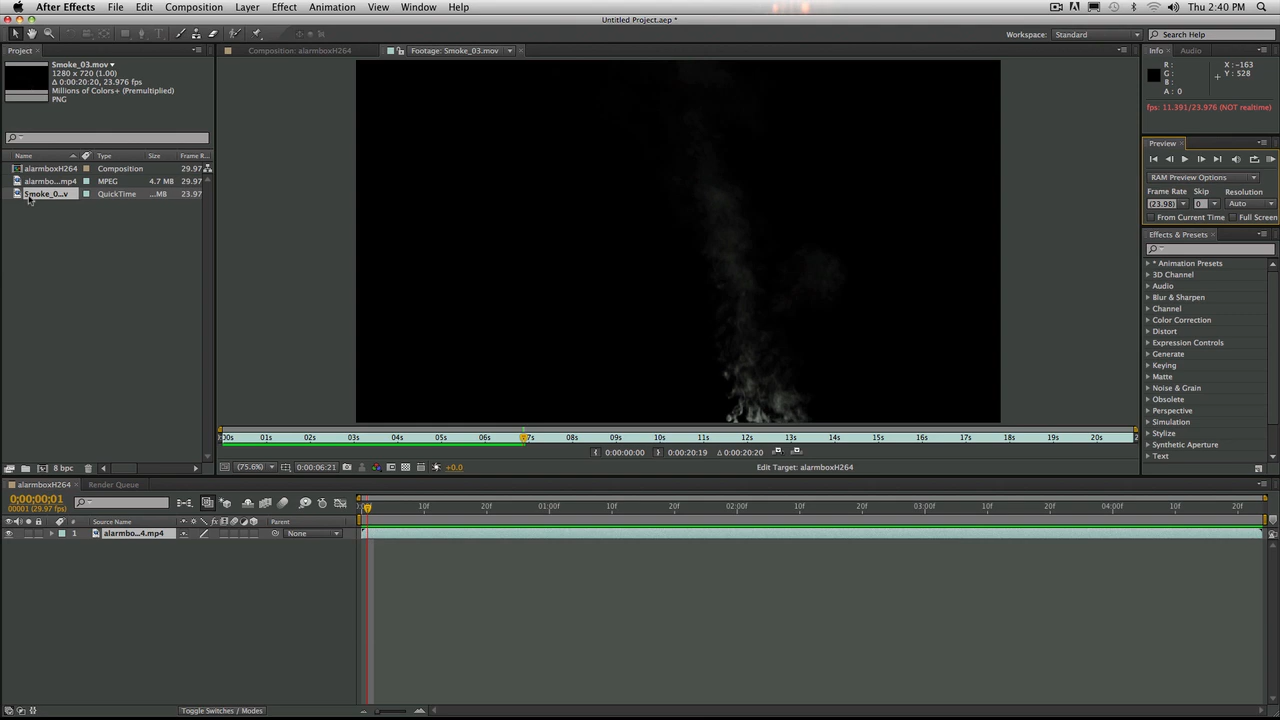 After Effects File Edit Composition Layer Effect Animation View Window Help Thu 2:40 PM
Untitled Project.aep *
Workspace: Standard Search Help
Project Composition: alarmboxH264 Footage: Smoke_03.mov Info Audio
Smoke_03.mov
1280 x 720 (1.00)
Δ 0:00:20:20, 23.976 fps
Millions of Colors+ (Premultiplied)
PNG
R :
G :
B :
A : 0
X : -163
Y : 528
fps: 11.391/23.976 (NOT realtime)
Preview
RAM Preview Options
Frame Rate Skip Resolution
(23.98) 0 Auto
From Current Time Full Screen
Name Type Size Frame R...
alarmboxH264 Composition 29.97
alarmbo...mp4 MPEG 4.7 MB 29.97
Smoke_0...v QuickTime ...MB 23.97
Effects & Presets
* Animation Presets
3D Channel
Audio
Blur & Sharpen
Channel
Color Correction
Distort
Expression Controls
Generate
Keying
Matte
Noise & Grain
Obsolete
Perspective
Simulation
Stylize
Synthetic Aperture
Text
00s 01s 02s 03s 04s 05s 06s 7s 08s 09s 10s 11s 12s 13s 14s 15s 16s 17s 18s 19s 20s
0:00:00:00 0:00:20:19 Δ 0:00:20:20
8 bpc (75.6%) 0:00:06:21 +0.0 Edit Target: alarmboxH264
alarmboxH264 Render Queue
0;00;00;01
00001 (29.97 fps)
10f 20f 01:00f 10f 20f 02:00f 10f 20f 03:00f 10f 20f 04:00f 10f 20f
# Source Name Parent
1 alarmbo...4.mp4 None
Toggle Switches / Modes